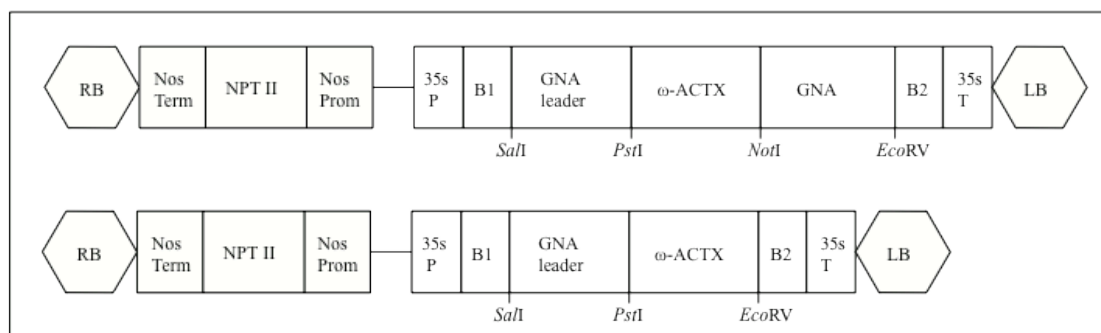 RB Nos Term NPT II Nos Prom 35s P B1 GNA leader ω-ACTX GNA B2 35s T LB
SalI PstI NotI EcoRV
RB Nos Term NPT II Nos Prom 35s P B1 GNA leader ω-ACTX B2 35s T LB
SalI PstI EcoRV